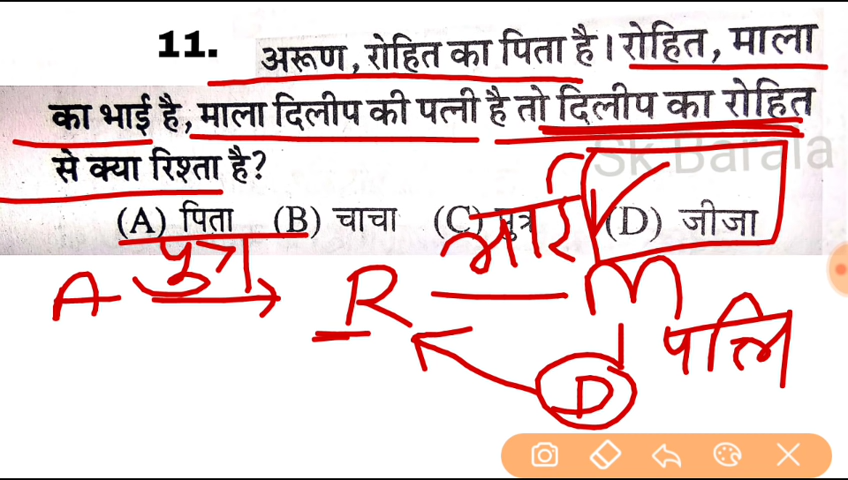 11. अरूण, रोहित का पिता है। रोहित, माला
का भाई है, माला दिलीप की पत्नी है तो दिलीप का रोहित
से क्या रिश्ता है?
Sk Barala
(A) पिता (B) चाचा (C) पुत्र (D) जीजा
पुत्र भाई
A R M
पत्नि
D